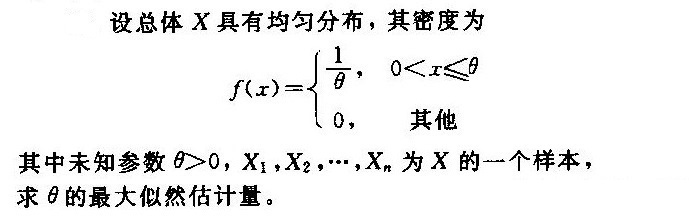 设总体 X 具有均匀分布，其密度为
f(x)={ 1/θ， 0<x⩽θ
0， 其他
其中未知参数 θ>0，X₁，X₂，⋯，Xₙ 为 X 的一个样本，
求 θ 的最大似然估计量。